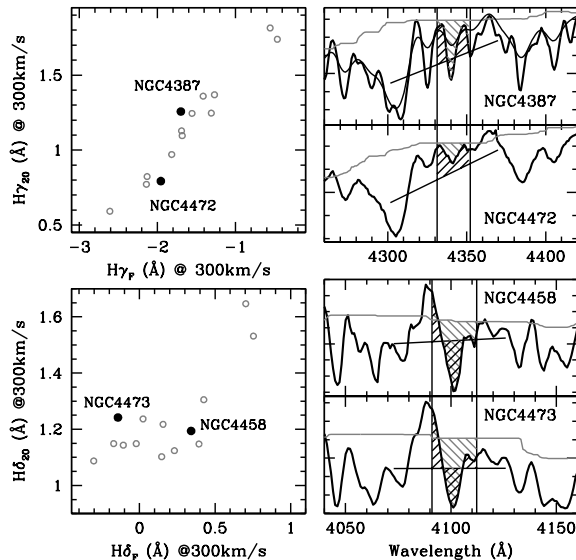 1.5
1
0.5
Hγ20 (Å) @ 300km/s
NGC4387
NGC4472
−3 −2 −1
HγF (Å) @ 300km/s
NGC4387
NGC4472
4300 4350 4400
1.6
1.4
1.2
1
Hδ20 (Å) @300km/s
NGC4473
NGC4458
0 0.5 1
HδF (Å) @300km/s
NGC4458
NGC4473
4050 4100 4150
Wavelength (Å)